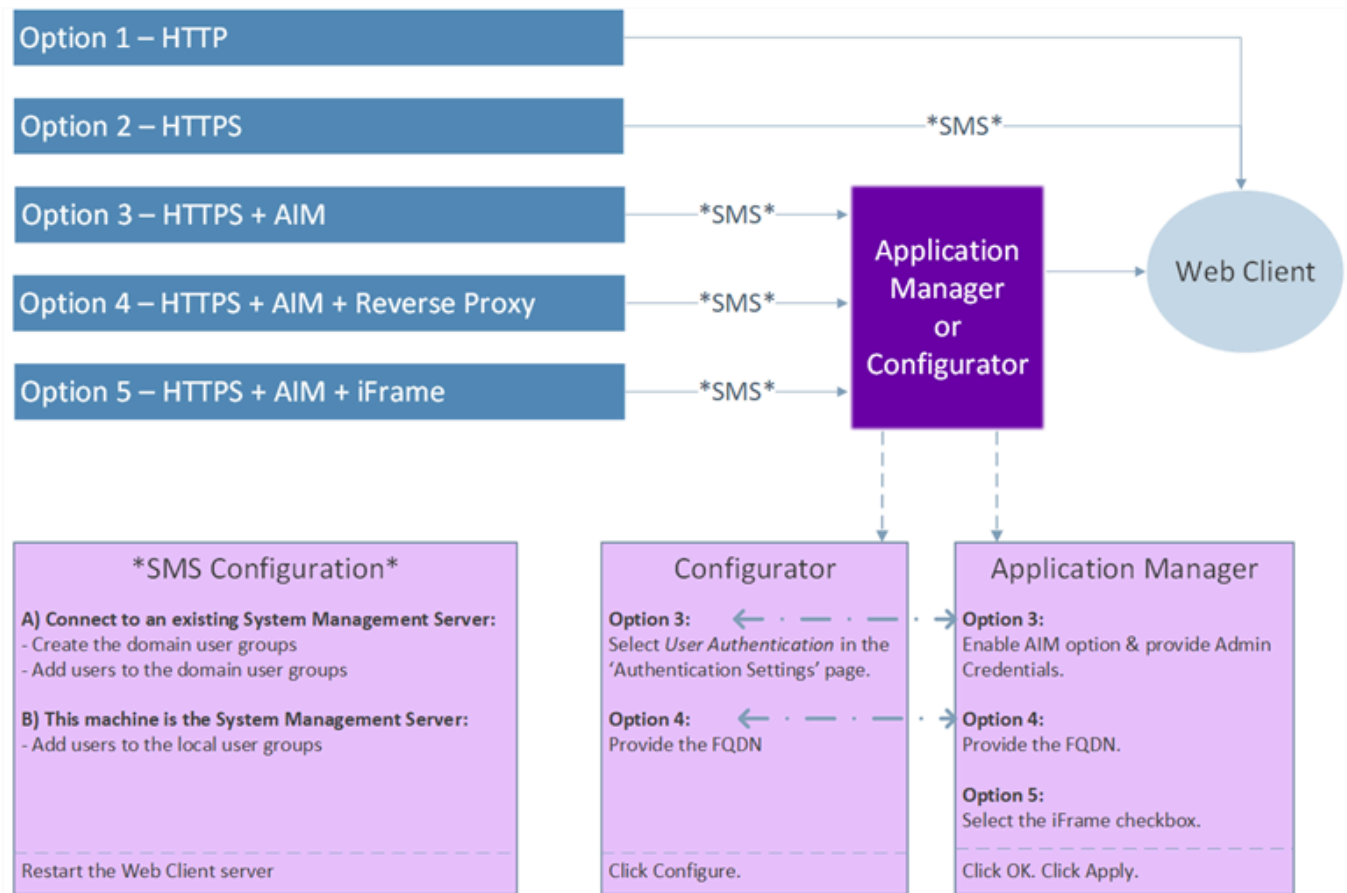 Option 1 – HTTP
Option 2 – HTTPS
*SMS*
Option 3 – HTTPS + AIM
*SMS*
Option 4 – HTTPS + AIM + Reverse Proxy
*SMS*
Option 5 – HTTPS + AIM + iFrame
*SMS*
Application
Manager
or
Configurator
Web Client
*SMS Configuration*
A) Connect to an existing System Management Server:
- Create the domain user groups
- Add users to the domain user groups
B) This machine is the System Management Server:
- Add users to the local user groups
Restart the Web Client server
Configurator
Option 3:
Select User Authentication in the
‘Authentication Settings’ page.
Option 4:
Provide the FQDN
Click Configure.
Application Manager
Option 3:
Enable AIM option & provide Admin
Credentials.
Option 4:
Provide the FQDN.
Option 5:
Select the iFrame checkbox.
Click OK. Click Apply.